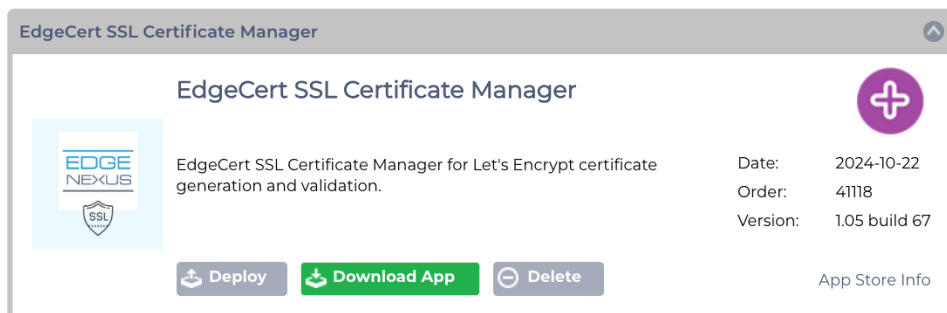 EdgeCert SSL Certificate Manager
EdgeCert SSL Certificate Manager
EDGE
NEXUS
SSL
EdgeCert SSL Certificate Manager for Let's Encrypt certificate
generation and validation.
Date: 2024-10-22
Order: 41118
Version: 1.05 build 67
Deploy
Download App
Delete
App Store Info